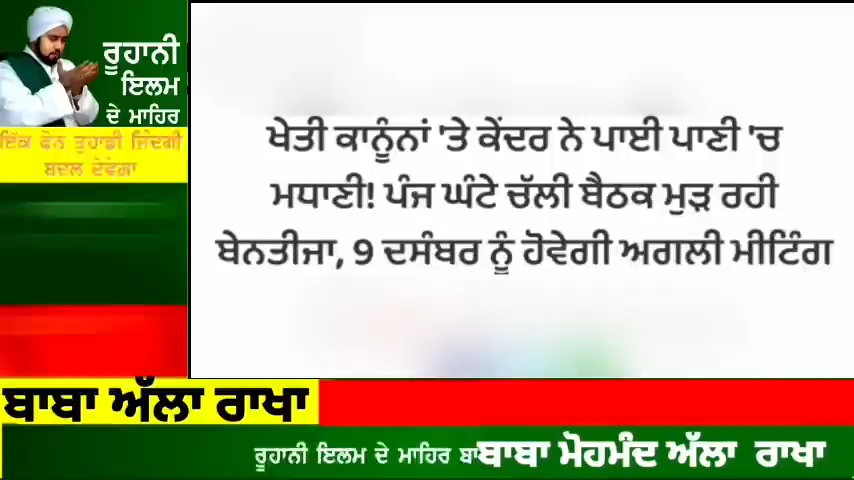 ਰੂਹਾਨੀ
ਇਲਮ
ਦੇ ਮਾਹਿਰ
ਇੱਕ ਫੋਨ ਤੁਹਾਡੀ ਜ਼ਿੰਦਗੀ
ਬਦਲ ਦੇਵੇਗਾ
ਖੇਤੀ ਕਾਨੂੰਨਾਂ 'ਤੇ ਕੇਂਦਰ ਨੇ ਪਾਈ ਪਾਣੀ 'ਚ
ਮਧਾਣੀ! ਪੰਜ ਘੰਟੇ ਚੱਲੀ ਬੈਠਕ ਮੁੜ ਰਹੀ
ਬੇਨਤੀਜਾ, 9 ਦਸੰਬਰ ਨੂੰ ਹੋਵੇਗੀ ਅਗਲੀ ਮੀਟਿੰਗ
ਬਾਬਾ ਅੱਲਾ ਰਾਖਾ
ਰੂਹਾਨੀ ਇਲਮ ਦੇ ਮਾਹਿਰ ਬਾ
ਬਾਬਾ ਮੋਹਮੰਦ ਅੱਲਾ ਰਾਖਾ